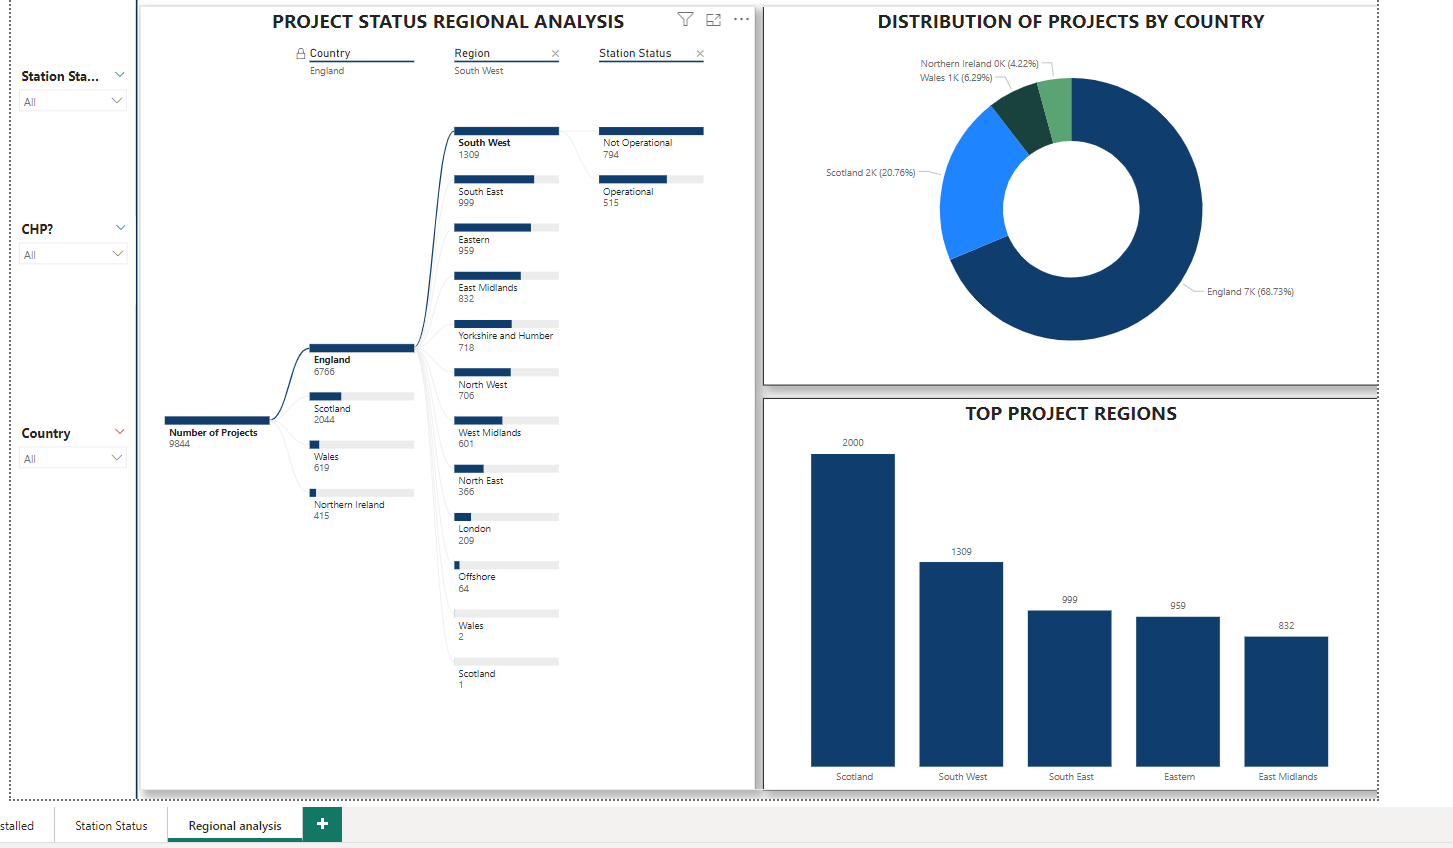 Station Sta...
All
CHP?
All
Country
All
PROJECT STATUS REGIONAL ANALYSIS
Country
England
Region
South West
Station Status
Number of Projects
9844
England
6766
Scotland
2044
Wales
619
Northern Ireland
415
South West
1309
South East
999
Eastern
959
East Midlands
832
Yorkshire and Humber
718
North West
706
West Midlands
601
North East
366
London
209
Offshore
64
Wales
2
Scotland
1
Not Operational
794
Operational
515
DISTRIBUTION OF PROJECTS BY COUNTRY
Northern Ireland 0K (4.22%)
Wales 1K (6.29%)
Scotland 2K (20.76%)
England 7K (68.73%)
TOP PROJECT REGIONS
2000
1309
999
959
832
Scotland
South West
South East
Eastern
East Midlands
stalled
Station Status
Regional analysis